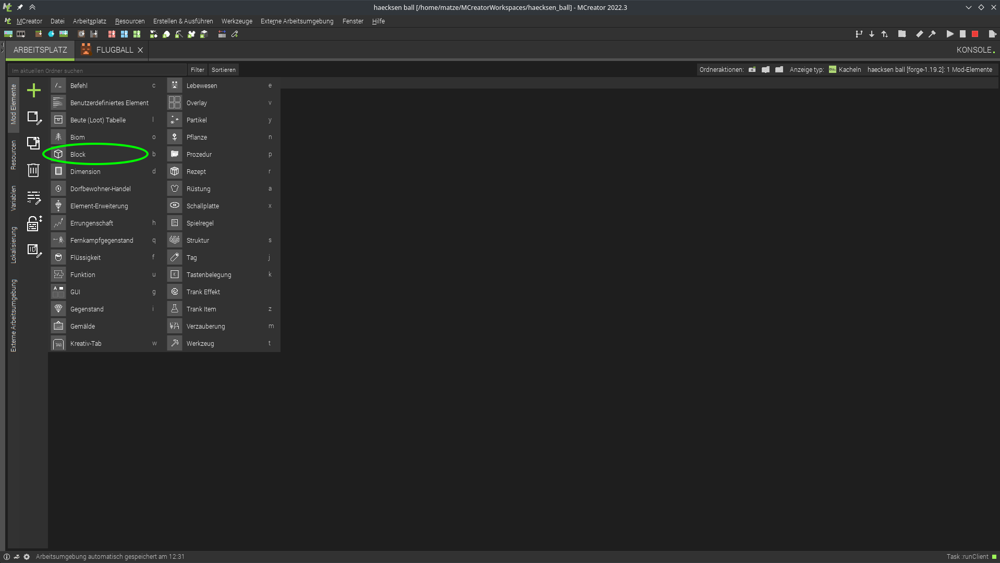 haecksen ball [/home/matze/MCreatorWorkspaces/haecksen_ball] - MCreator 2022.3
MCreator Datei Arbeitsplatz Resourcen Erstellen & Ausführen Werkzeuge Externe Arbeitsumgebung Fenster Hilfe
ARBEITSPLATZ FLUGBALL KONSOLE
Im aktuellen Ordner suchen Filter Sortieren Ordneraktionen: Anzeige typ: Kacheln haecksen ball [forge-1.19.2]: 1 Mod-Elemente
Mod Elemente
Resourcen
Variablen
Lokalisierung
Externe Arbeitsumgebung
Befehl c
Benutzerdefiniertes Element
Beute (Loot) Tabelle l
Biom o
Block b
Dimension d
Dorfbewohner-Handel
Element-Erweiterung
Errungenschaft h
Fernkampfgegenstand q
Flüssigkeit f
Funktion u
GUI g
Gegenstand i
Gemälde
Kreativ-Tab w
Lebewesen e
Overlay v
Partikel y
Pflanze n
Prozedur p
Rezept r
Rüstung a
Schallplatte x
Spielregel
Struktur s
Tag j
Tastenbelegung k
Trank Effekt
Trank Item z
Verzauberung m
Werkzeug t
Arbeitsumgebung automatisch gespeichert am 12:31 Task :runClient